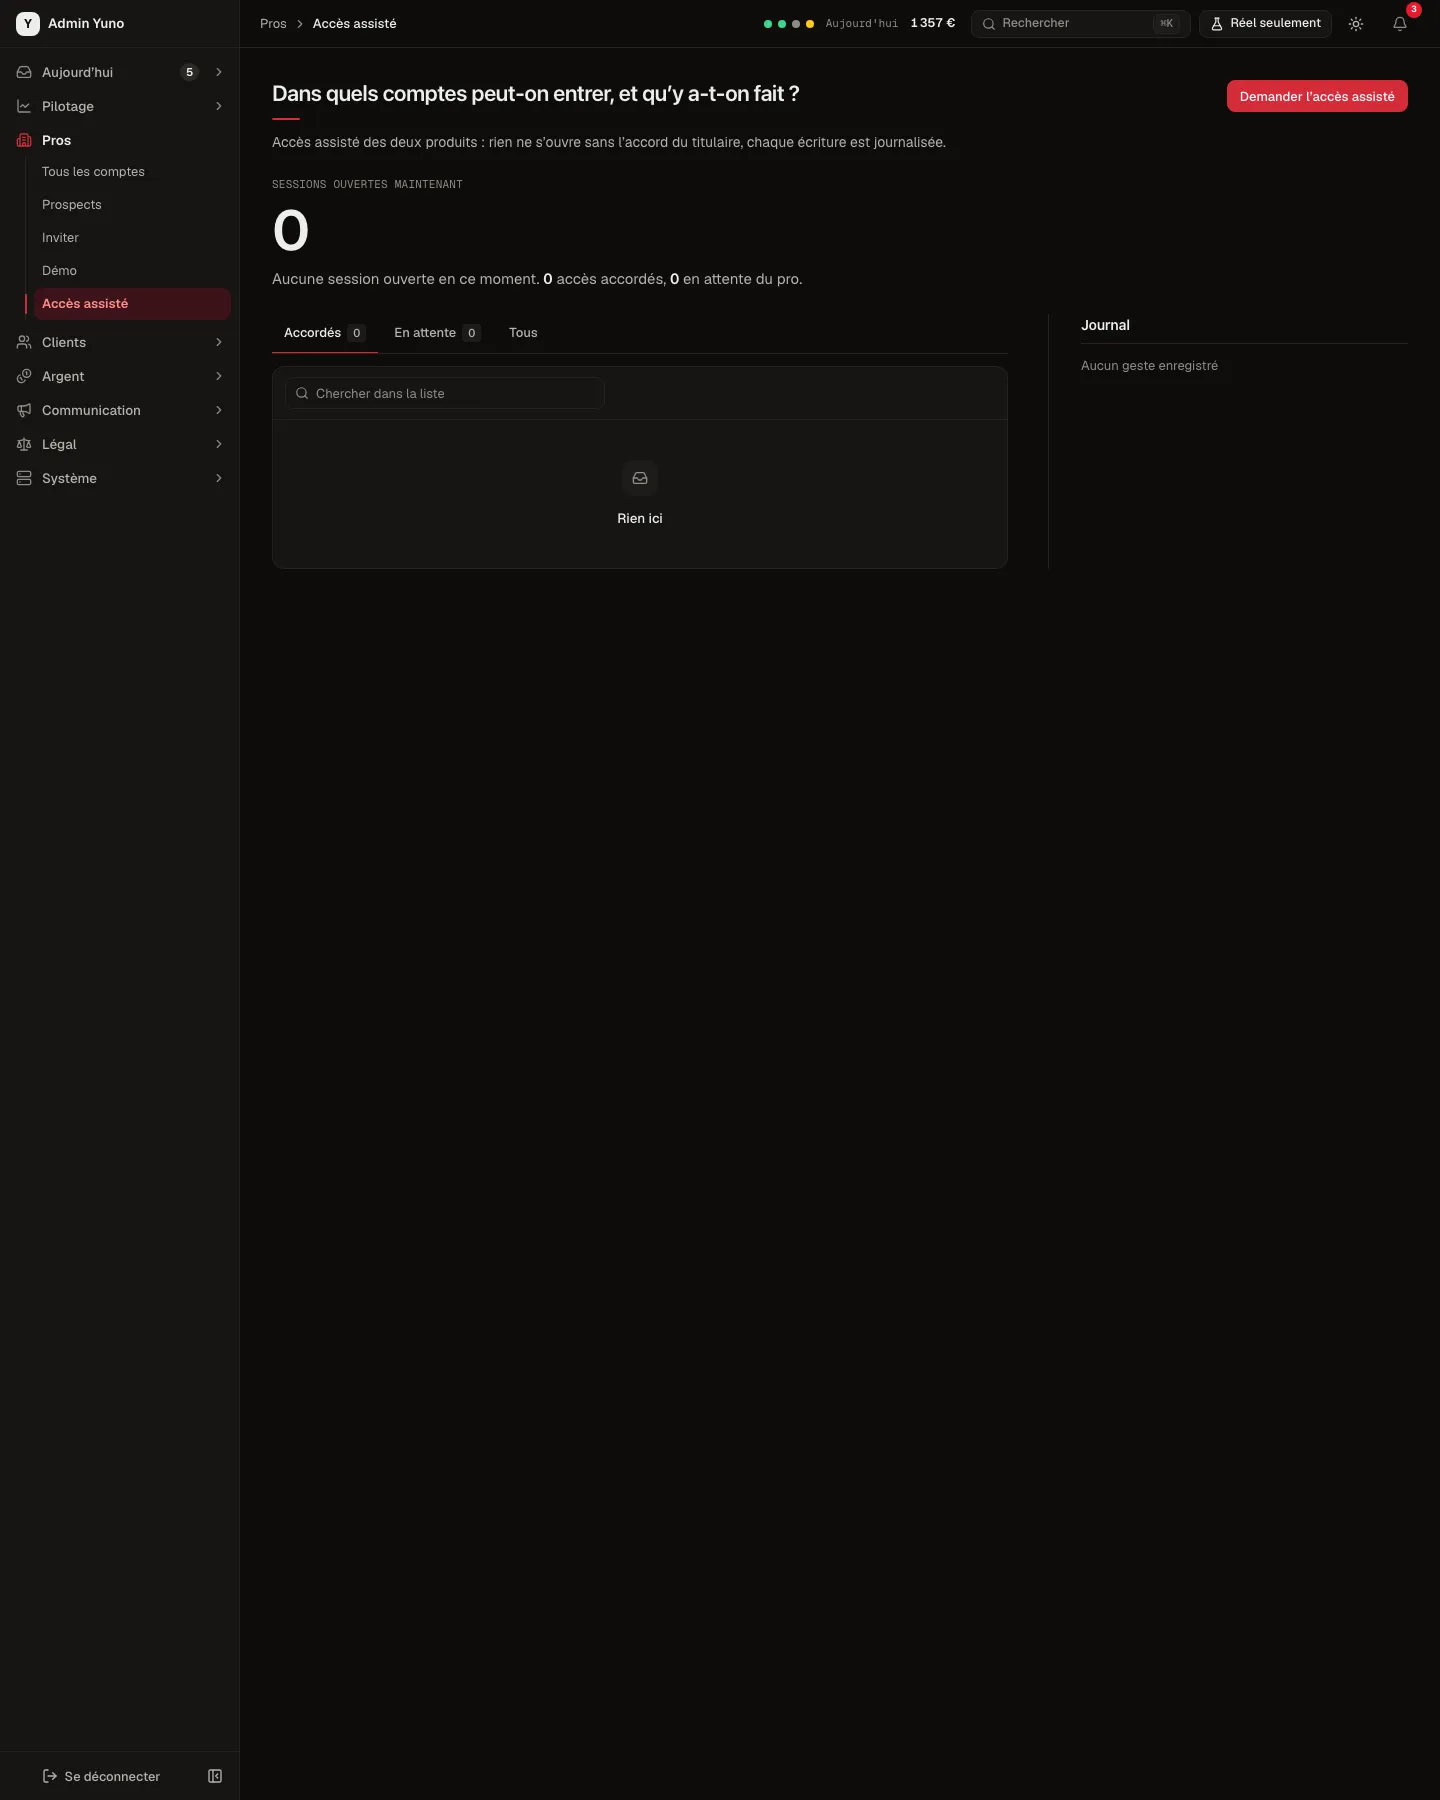 Y Admin Yuno
Pros > Accès assisté
Aujourd'hui 1 357 €
Rechercher ⌘K
Réel seulement
3
Aujourd'hui 5
Pilotage
Pros
Tous les comptes
Prospects
Inviter
Démo
Accès assisté
Clients
Argent
Communication
Légal
Système
Se déconnecter
Dans quels comptes peut-on entrer, et qu'y a-t-on fait ?
Demander l'accès assisté
Accès assisté des deux produits : rien ne s'ouvre sans l'accord du titulaire, chaque écriture est journalisée.
SESSIONS OUVERTES MAINTENANT
0
Aucune session ouverte en ce moment. 0 accès accordés, 0 en attente du pro.
Accordés 0 En attente 0 Tous
Chercher dans la liste
Rien ici
Journal
Aucun geste enregistré